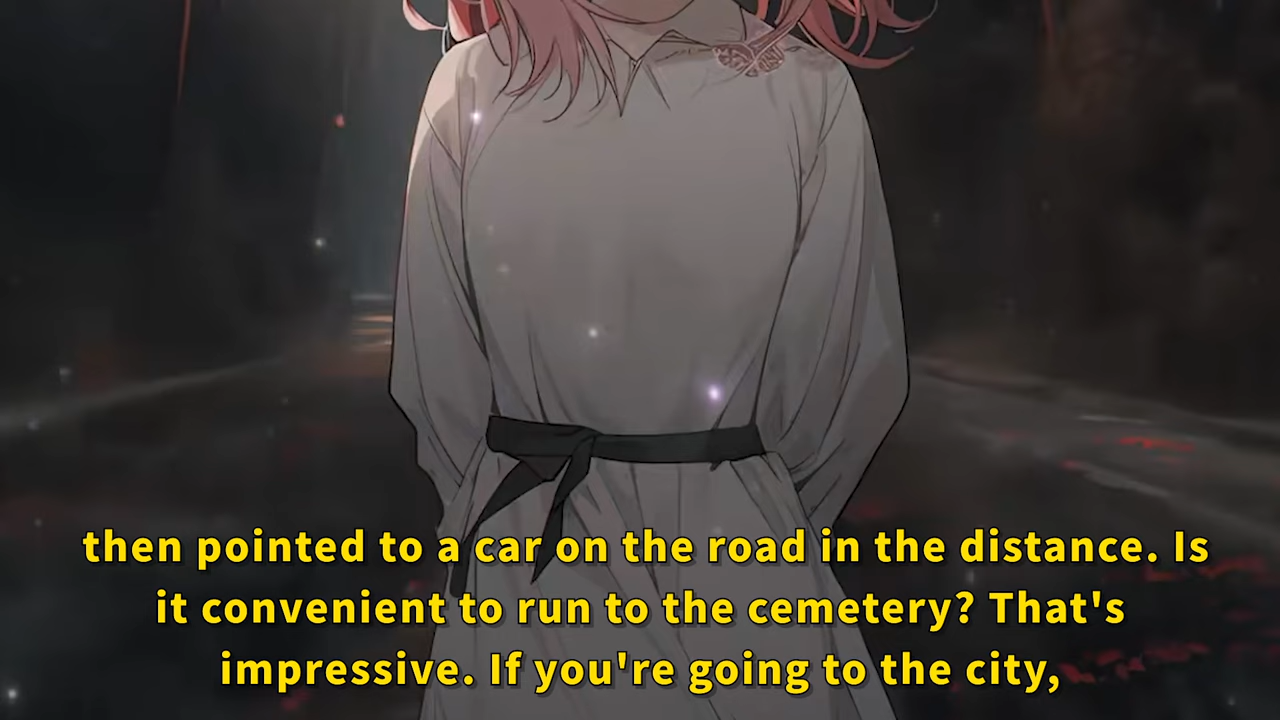 then pointed to a car on the road in the distance. Is
it convenient to run to the cemetery? That's
impressive. If you're going to the city,